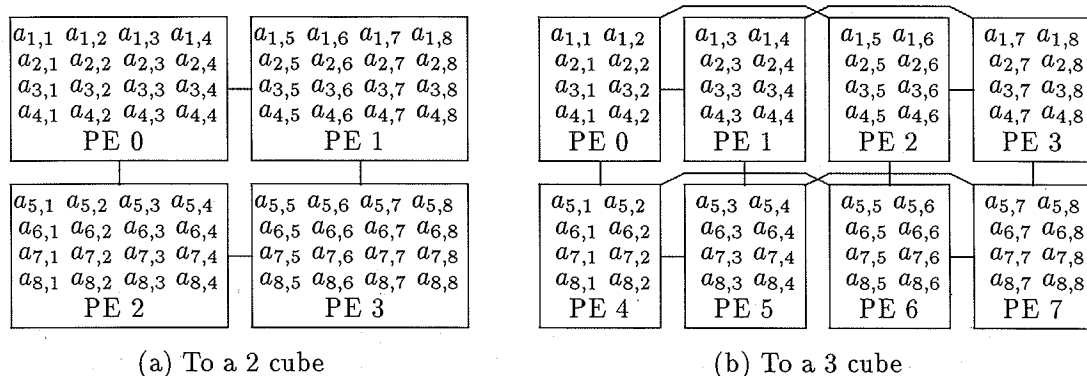 a1,1 a1,2 a1,3 a1,4 a1,5 a1,6 a1,7 a1,8
a2,1 a2,2 a2,3 a2,4 a2,5 a2,6 a2,7 a2,8
a3,1 a3,2 a3,3 a3,4 a3,5 a3,6 a3,7 a3,8
a4,1 a4,2 a4,3 a4,4 a4,5 a4,6 a4,7 a4,8
PE 0 PE 1
a5,1 a5,2 a5,3 a5,4 a5,5 a5,6 a5,7 a5,8
a6,1 a6,2 a6,3 a6,4 a6,5 a6,6 a6,7 a6,8
a7,1 a7,2 a7,3 a7,4 a7,5 a7,6 a7,7 a7,8
a8,1 a8,2 a8,3 a8,4 a8,5 a8,6 a8,7 a8,8
PE 2 PE 3
(a) To a 2 cube
a1,1 a1,2 a1,3 a1,4 a1,5 a1,6 a1,7 a1,8
a2,1 a2,2 a2,3 a2,4 a2,5 a2,6 a2,7 a2,8
a3,1 a3,2 a3,3 a3,4 a3,5 a3,6 a3,7 a3,8
a4,1 a4,2 a4,3 a4,4 a4,5 a4,6 a4,7 a4,8
PE 0 PE 1 PE 2 PE 3
a5,1 a5,2 a5,3 a5,4 a5,5 a5,6 a5,7 a5,8
a6,1 a6,2 a6,3 a6,4 a6,5 a6,6 a6,7 a6,8
a7,1 a7,2 a7,3 a7,4 a7,5 a7,6 a7,7 a7,8
a8,1 a8,2 a8,3 a8,4 a8,5 a8,6 a8,7 a8,8
PE 4 PE 5 PE 6 PE 7
(b) To a 3 cube